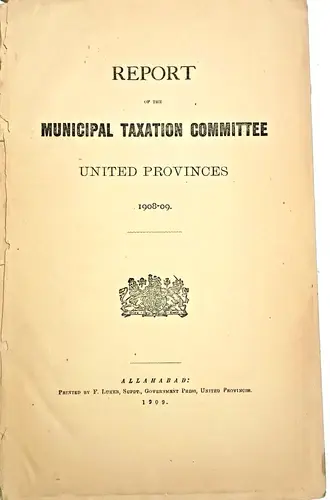 REPORT
OF THE
MUNICIPAL TAXATION COMMITTEE
UNITED PROVINCES
1908-09.
ALLAHABAD:
Printed by F. Luker, Supdt., Government Press, United Provinces.
1909.